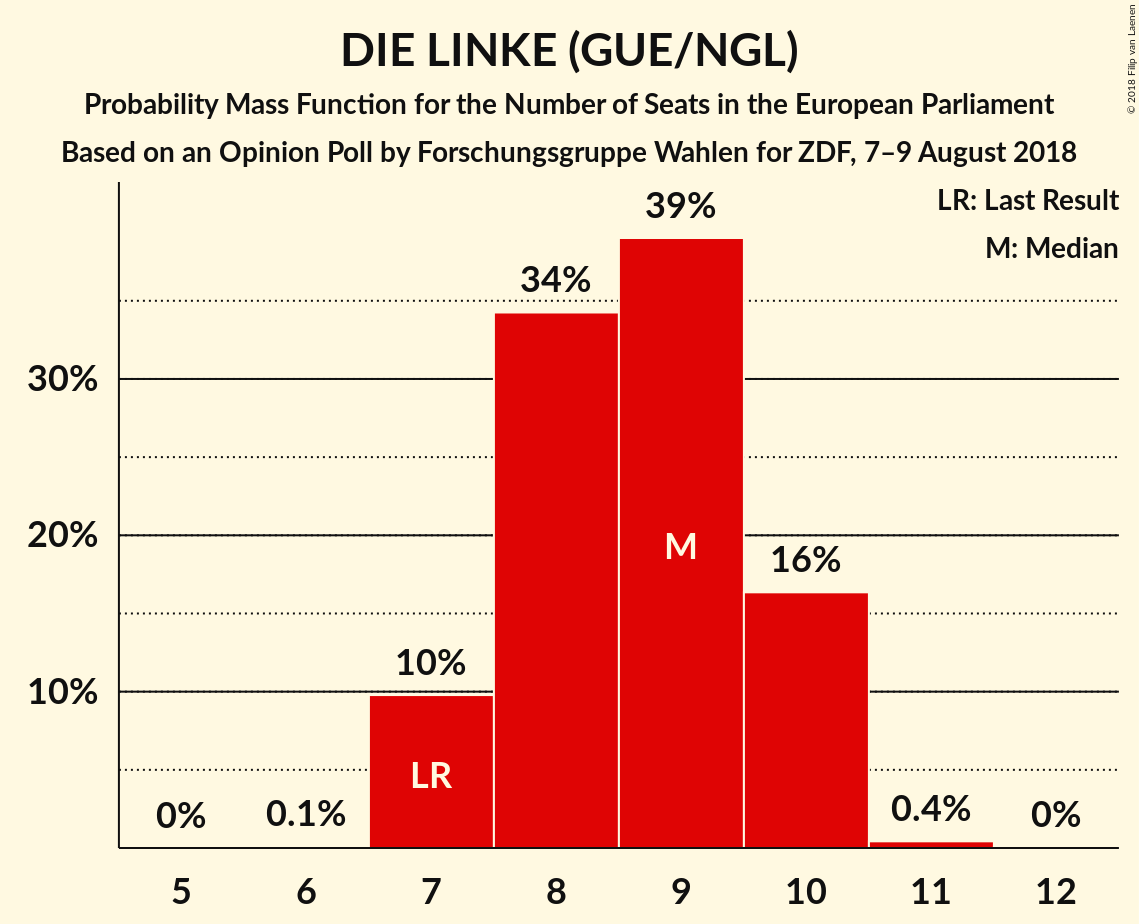 DIE LINKE (GUE/NGL)
Probability Mass Function for the Number of Seats in the European Parliament
Based on an Opinion Poll by Forschungsgruppe Wahlen for ZDF, 7–9 August 2018
© 2018 Filip van Laenen
LR: Last Result
M: Median
39%
34%
30%
20%
M
16%
10%
10%
LR
0%
0.1%
0.4%
0%
5 6 7 8 9 10 11 12